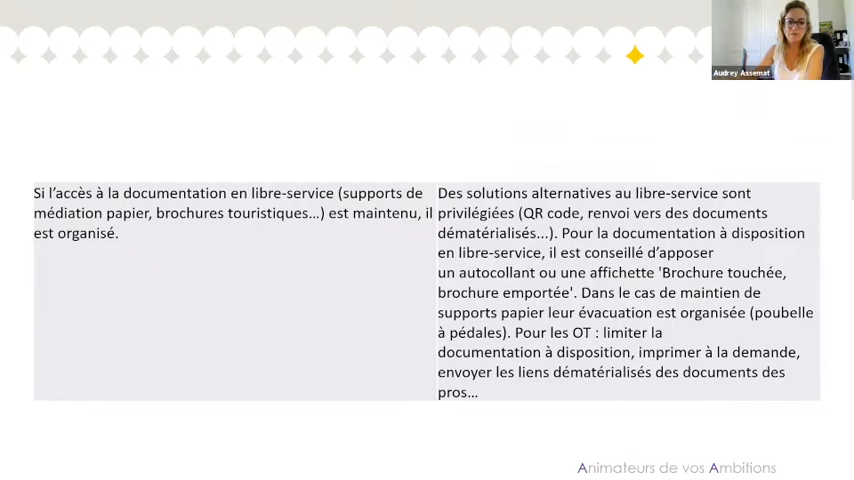 Audrey Assemat
Si l’accès à la documentation en libre-service (supports de
médiation papier, brochures touristiques…) est maintenu, il
est organisé.
Des solutions alternatives au libre-service sont
privilégiées (QR code, renvoi vers des documents
dématérialisés...). Pour la documentation à disposition
en libre-service, il est conseillé d’apposer
un autocollant ou une affichette 'Brochure touchée,
brochure emportée'. Dans le cas de maintien de
supports papier leur évacuation est organisée (poubelle
à pédales). Pour les OT : limiter la
documentation à disposition, imprimer à la demande,
envoyer les liens dématérialisés des documents des
pros…
Animateurs de vos Ambitions